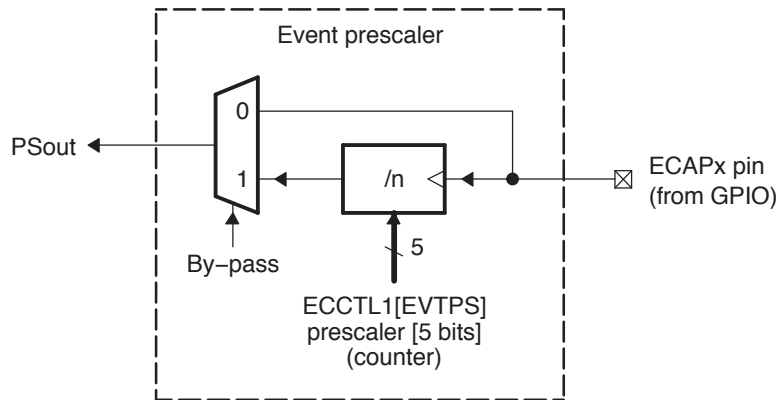 Event prescaler
0
PSout
1
/n
ECAPx pin
(from GPIO)
By−pass
5
ECCTL1[EVTPS]
prescaler [5 bits]
(counter)